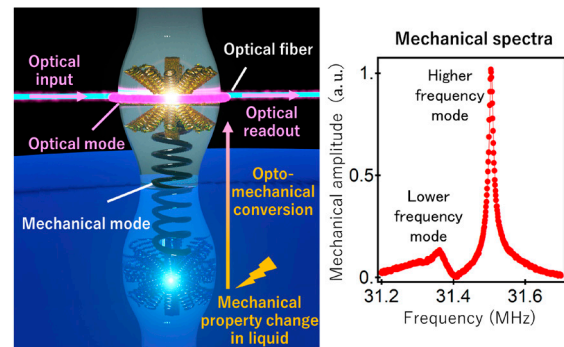 Optical
input
Optical fiber
Optical mode
Optical
readout
Mechanical mode
Opto-
mechanical
conversion
Mechanical
property change
in liquid
Mechanical spectra
Mechanical amplitude (a.u.)
1.
0.5
0.
Higher
frequency
mode
Lower
frequency
mode
31.2
31.4
31.6
Frequency (MHz)